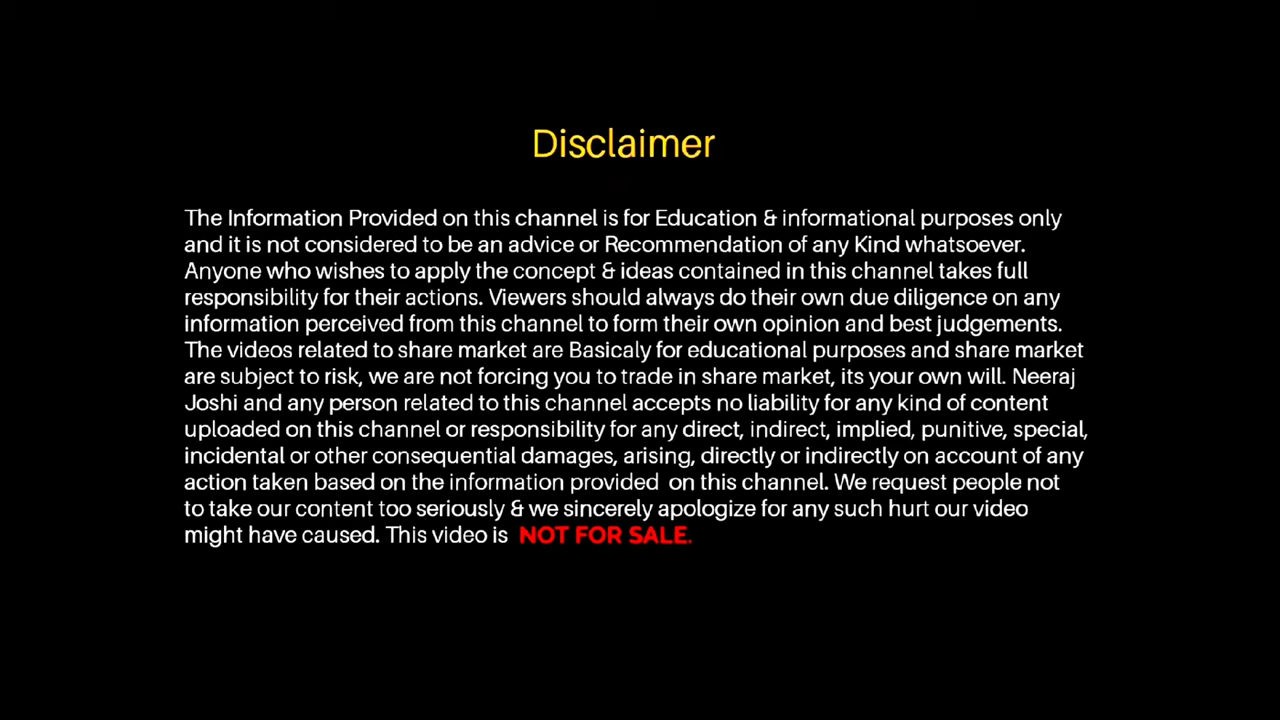 Disclaimer
The Information Provided on this channel is for Education & informational purposes only
and it is not considered to be an advice or Recommendation of any Kind whatsoever.
Anyone who wishes to apply the concept & ideas contained in this channel takes full
responsibility for their actions. Viewers should always do their own due diligence on any
information perceived from this channel to form their own opinion and best judgements.
The videos related to share market are Basicaly for educational purposes and share market
are subject to risk, we are not forcing you to trade in share market, its your own will. Neeraj
Joshi and any person related to this channel accepts no liability for any kind of content
uploaded on this channel or responsibility for any direct, indirect, implied, punitive, special,
incidental or other consequential damages, arising, directly or indirectly on account of any
action taken based on the information provided on this channel. We request people not
to take our content too seriously & we sincerely apologize for any such hurt our video
might have caused. This video is NOT FOR SALE.